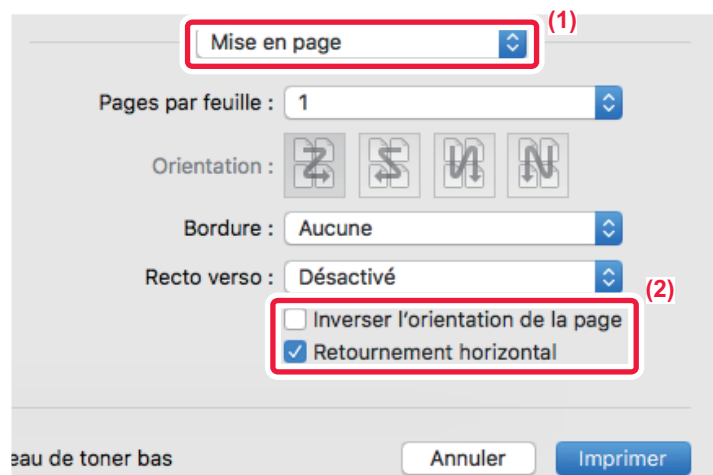 (1)
Mise en page
Pages par feuille : 1
Orientation :
Bordure : Aucune
Recto verso : Désactivé
(2)
Inverser l'orientation de la page
Retournement horizontal
eau de toner bas Annuler Imprimer